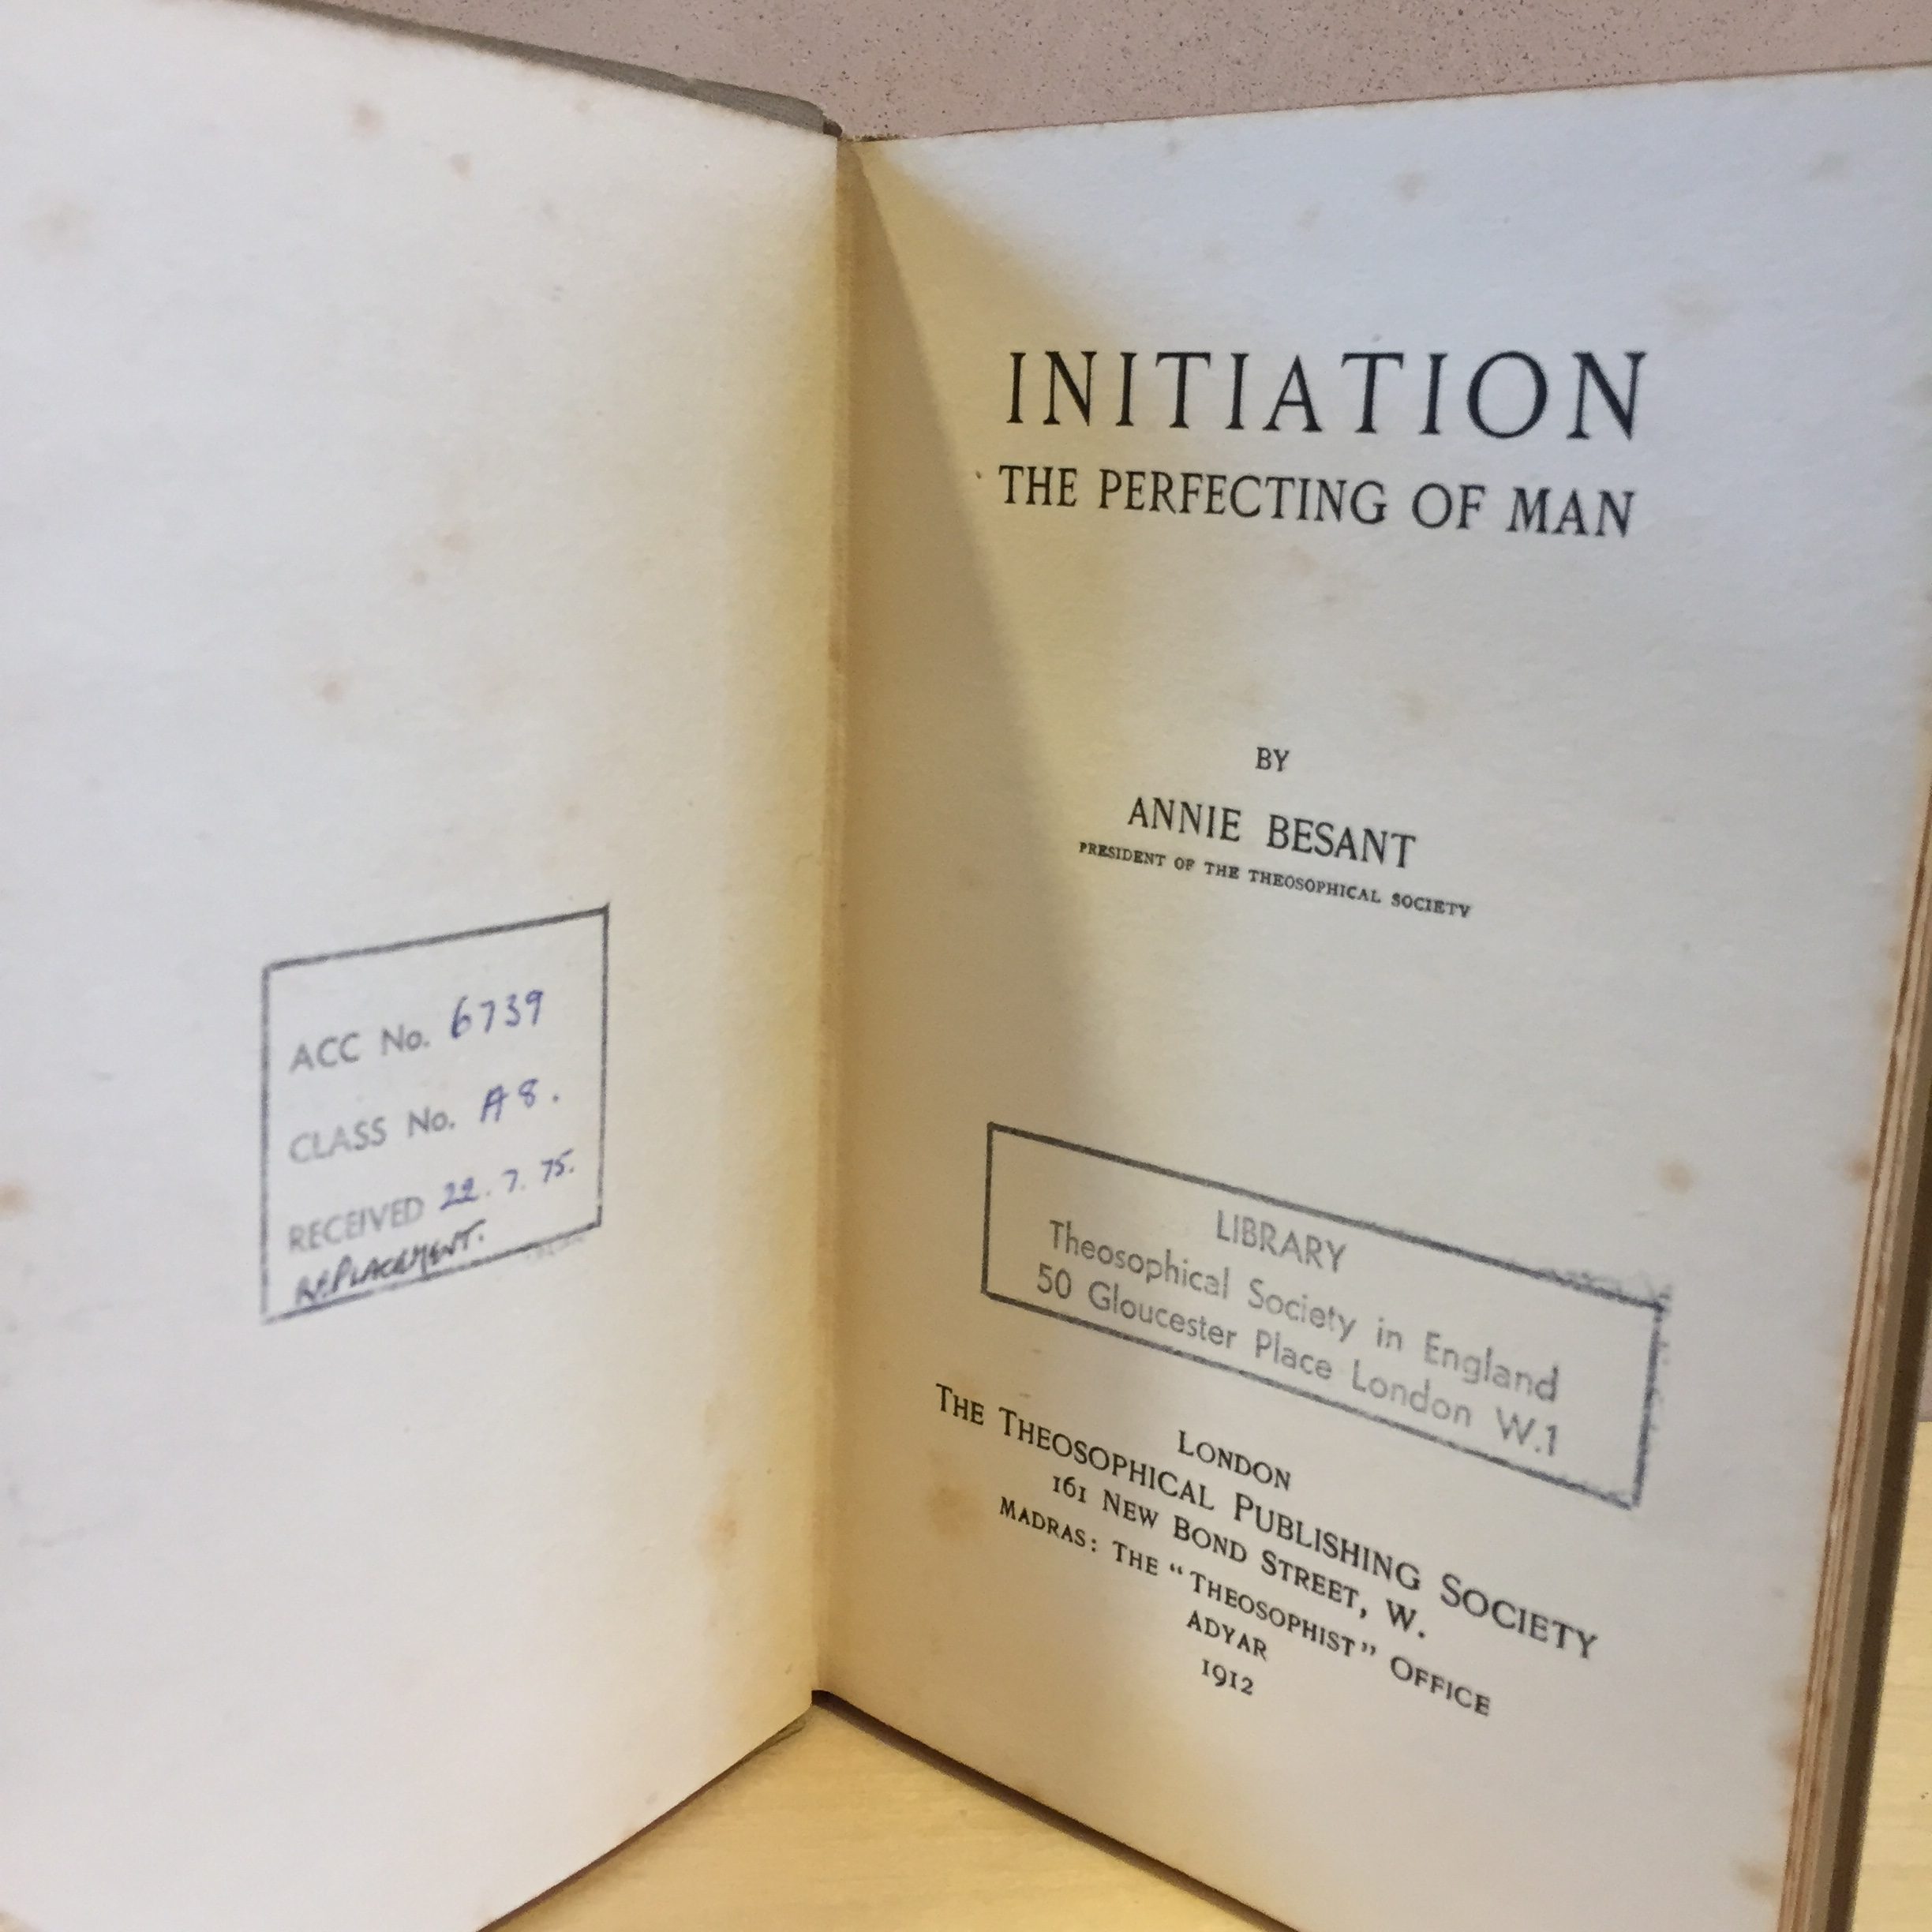 ACC No. 6739
CLASS No. A8.
RECEIVED 22.7.75.
REPLACEMENT.
INITIATION
THE PERFECTING OF MAN
BY
ANNIE BESANT
PRESIDENT OF THE THEOSOPHICAL SOCIETY
LIBRARY
Theosophical Society in England
50 Gloucester Place London W.1
LONDON
THE THEOSOPHICAL PUBLISHING SOCIETY
161 NEW BOND STREET, W.
MADRAS: THE "THEOSOPHIST" OFFICE
ADYAR
1912